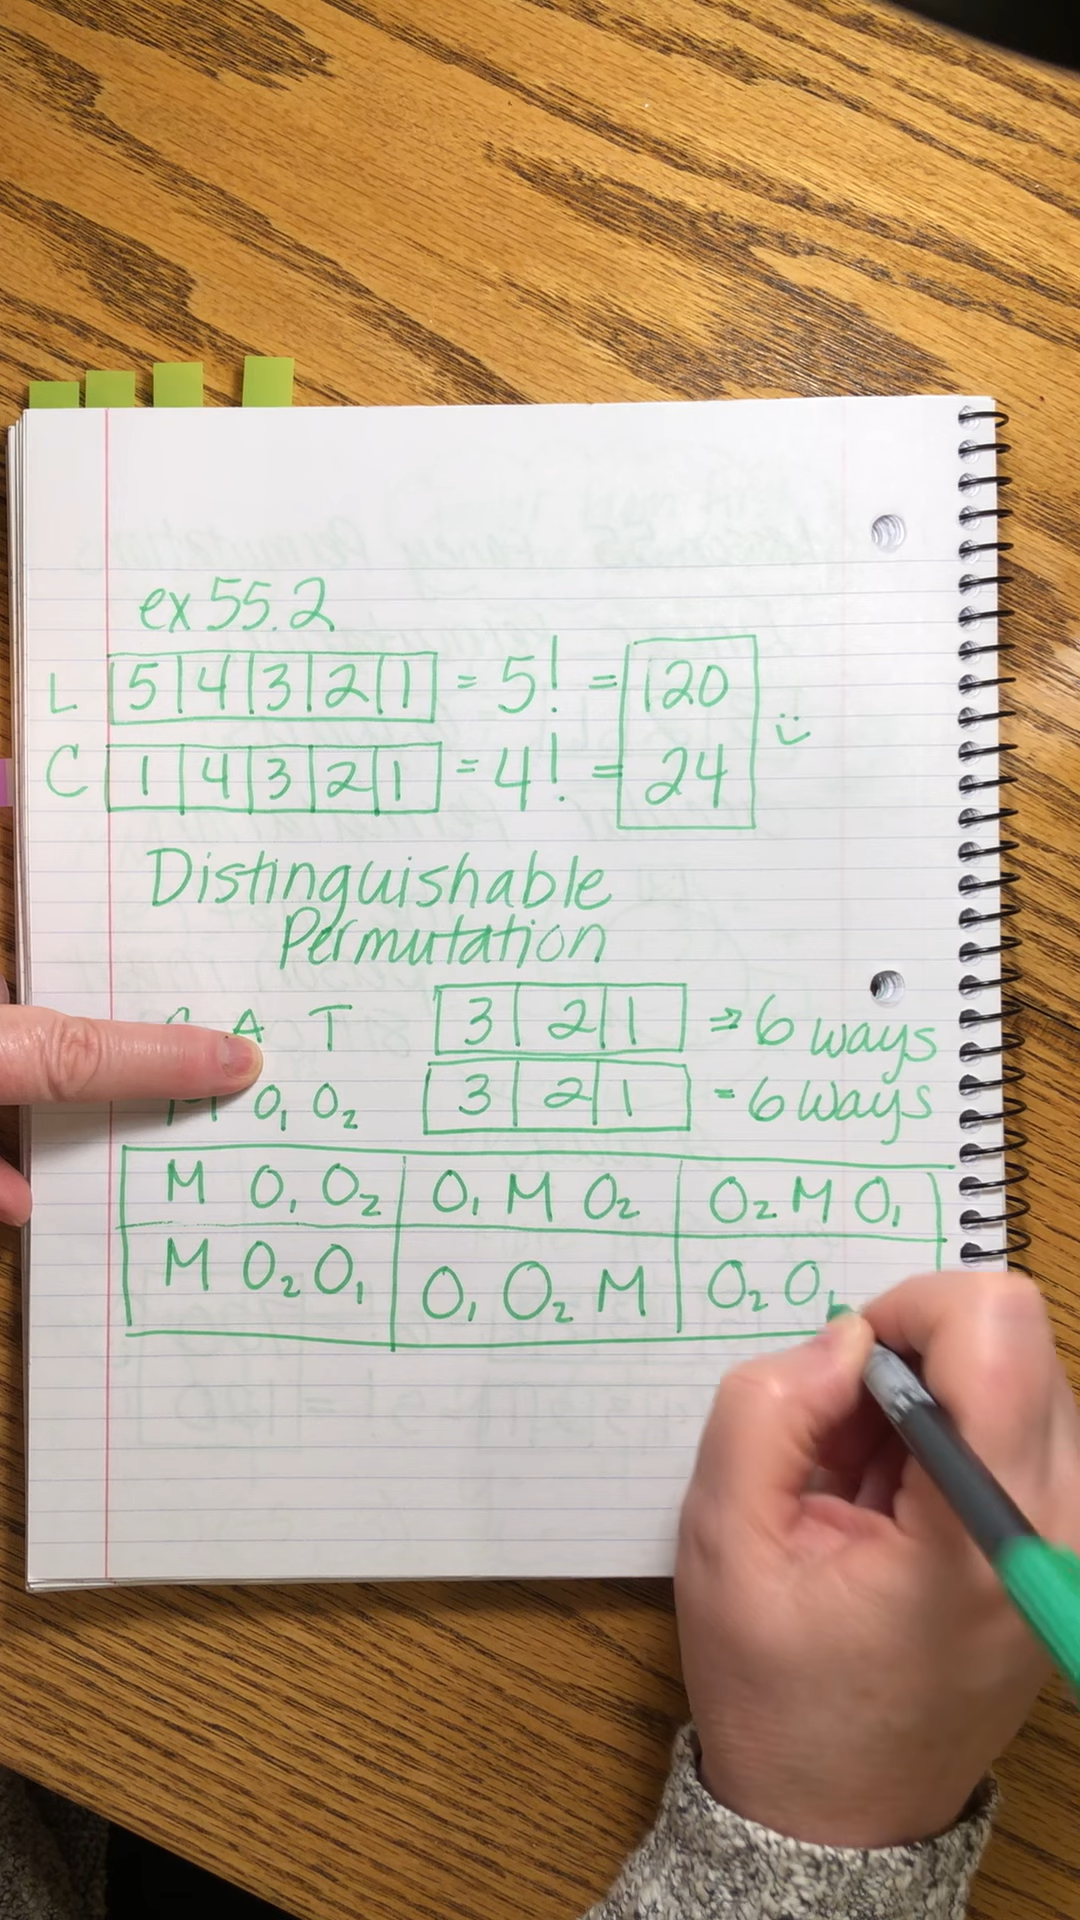 ex 55.2
L 5 4 3 2 1 = 5! = 120
C 1 4 3 2 1 = 4! = 24
Distinguishable
Permutation
A T 3 2 1 ⇒ 6 ways
M O₁ O₂ 3 2 1 = 6 ways
M O₁ O₂ O₁ M O₂ O₂ M O₁
M O₂ O₁ O₁ O₂ M O₂ O₁